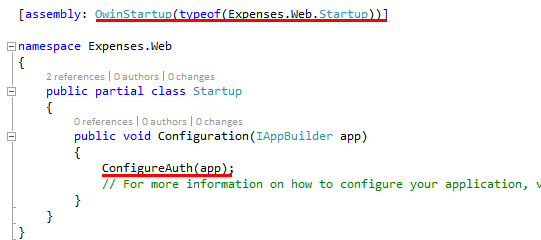 [assembly: OwinStartup(typeof(Expenses.Web.Startup))]
namespace Expenses.Web
{
2 references | 0 authors | 0 changes
public partial class Startup
{
0 references | 0 authors | 0 changes
public void Configuration(IAppBuilder app)
{
ConfigureAuth(app);
// For more information on how to configure your application, v
}
}
}